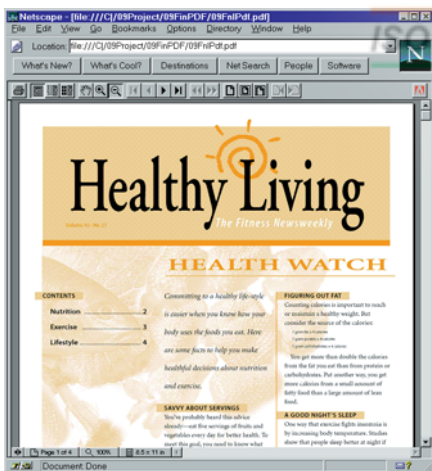 Netscape - [file:///C|/09Project/09FinPDF/09FnlPdf.pdf]
File Edit View Go Bookmarks Options Directory Window Help
Location: file:///C|/09Project/09FinPDF/09FnlPdf.pdf
ISO
N
What's New? What's Cool? Destinations Net Search People Software
Healthy Living
The Fitness Newsweekly
HEALTH WATCH
CONTENTS
Nutrition 2
Exercise 3
Lifestyle 4
Committing to a healthy life-style
is easier when you know how your
body uses the foods you eat. Here
are some facts to help you make
healthful decisions about nutrition
and exercise.
SAVVY ABOUT SERVINGS
You've probably heard this advice
already—eat five servings of fruits and
vegetables every day for better health. To
meet this goal, you need to know what
FIGURING OUT FAT
Counting calories is important to reach
or maintain a healthy weight. But
consider the source of the calories:
You get more than double the calories
from the fat you eat than from protein or
carbohydrates. Put another way, you get
more calories from a small amount of
fatty food than a large amount of lean
food.
A GOOD NIGHT'S SLEEP
One way that exercise fights insomnia is
by increasing body temperature. Studies
show that people sleep better at night if
Page 1 of 4 100% 8.5 x 11 in
Document: Done